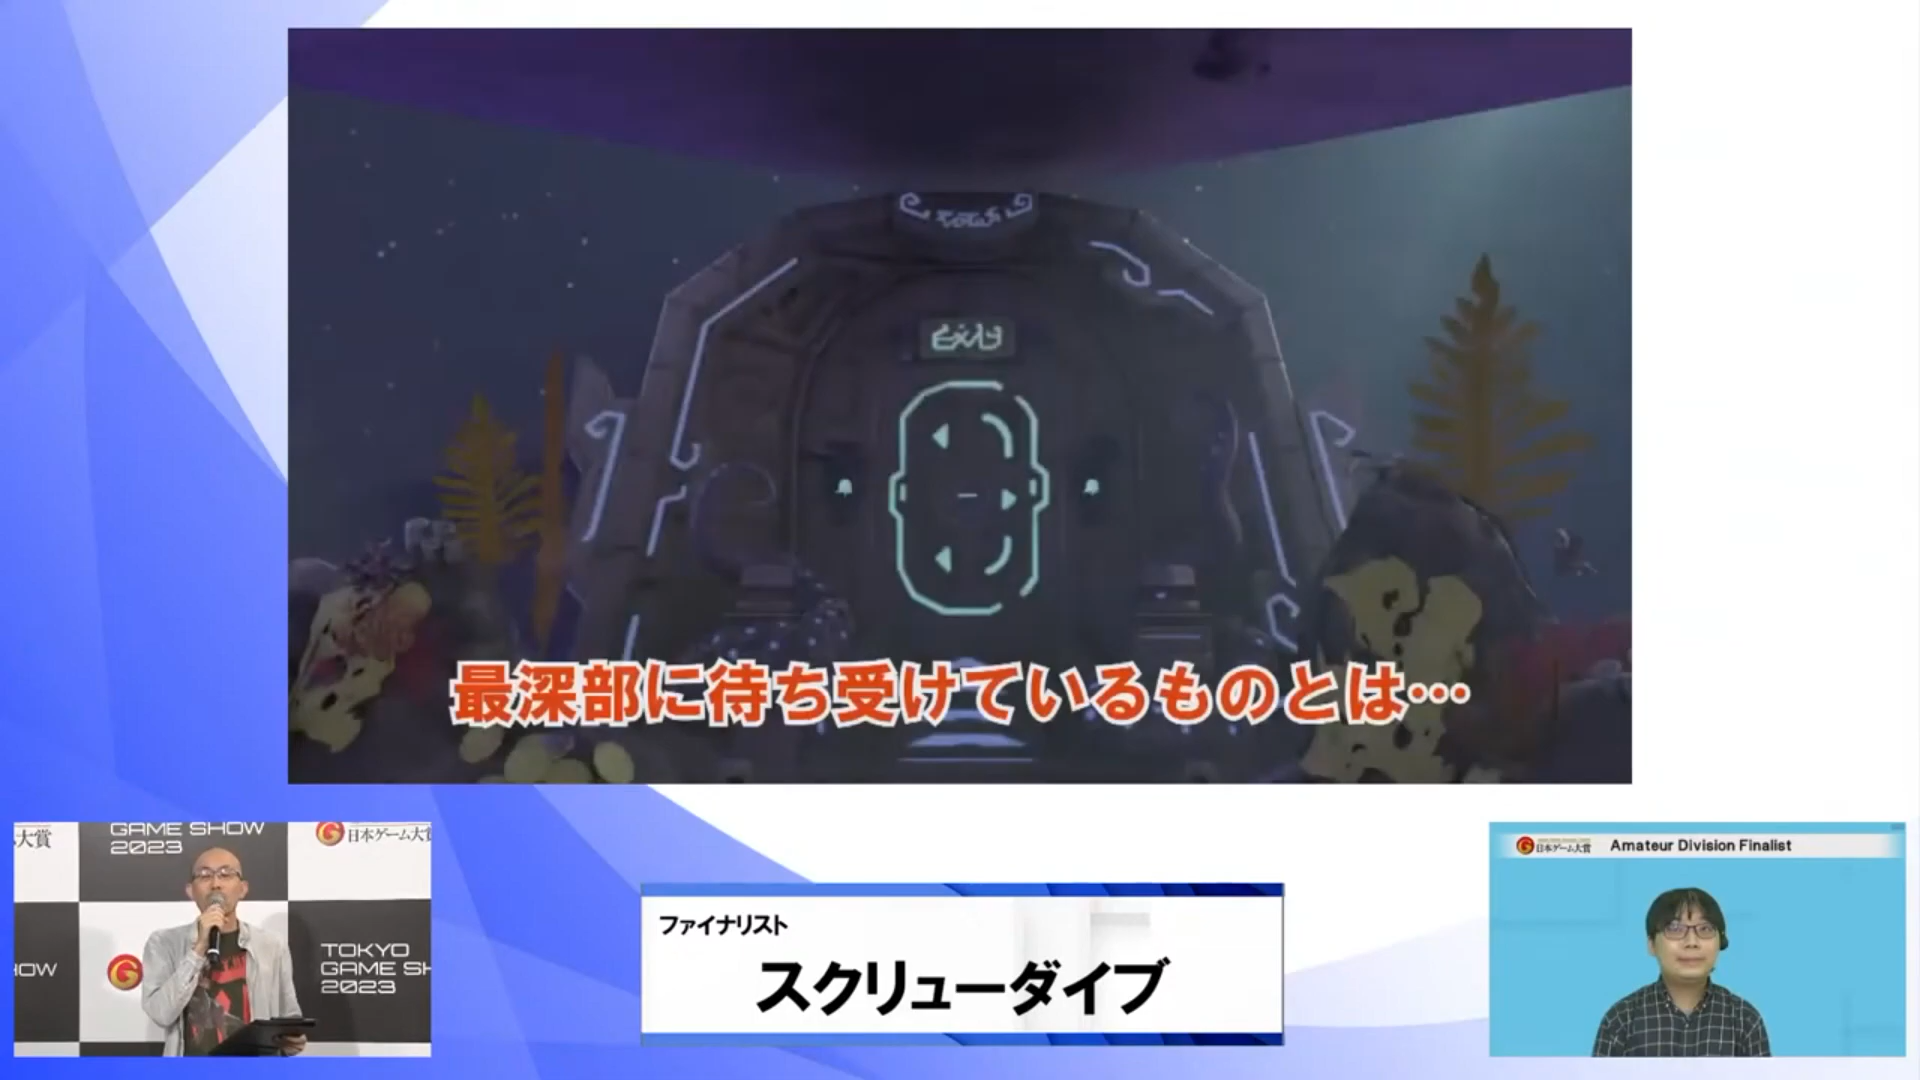 最深部に待ち受けているものとは…
ム大賞
GAME SHOW
2023
日本ゲーム大賞
OW
TOKYO
GAME SH
2023
ファイナリスト
スクリューダイブ
日本ゲーム大賞 Amateur Division Finalist